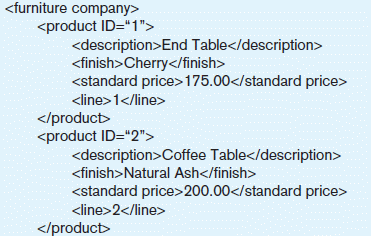 <furniture company>
<product ID=“1”>
<description>End Table</description>
<finish>Cherry</finish>
<standard price>175.00</standard price>
<line>1</line>
</product>
<product ID=“2”>
<description>Coffee Table</description>
<finish>Natural Ash</finish>
<standard price>200.00</standard price>
<line>2</line>
</product>